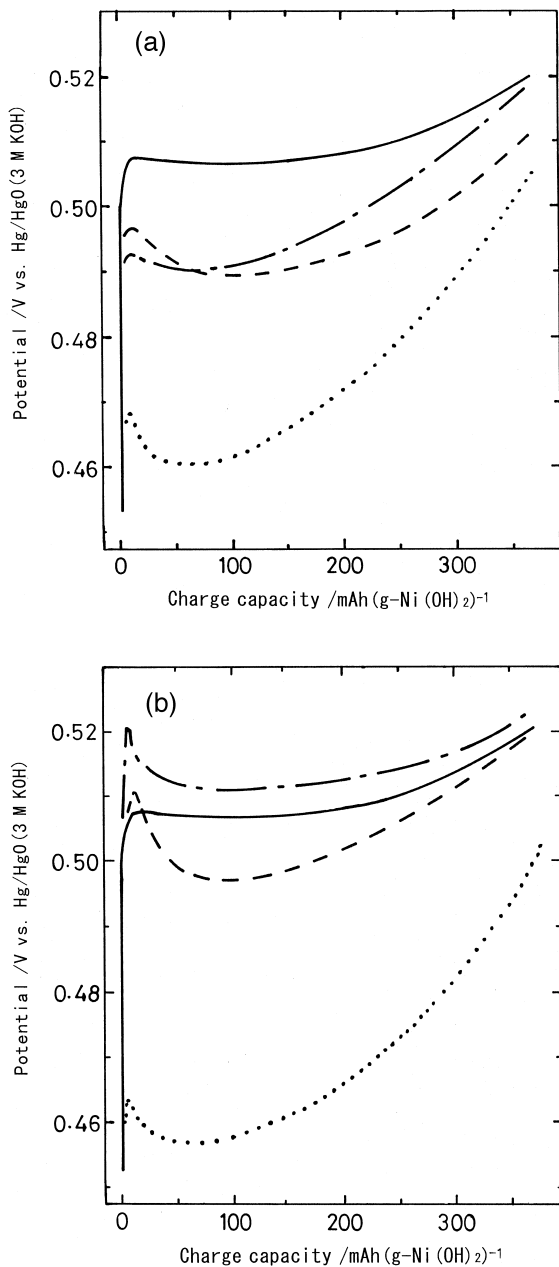 (a)
0.52
0.50
0.48
0.46
Potential /V vs. Hg/HgO(3 M KOH)
0 100 200 300
Charge capacity /mAh(g-Ni(OH)₂)⁻¹
(b)
0.52
0.50
0.48
0.46
Potential /V vs. Hg/HgO(3 M KOH)
0 100 200 300
Charge capacity /mAh(g-Ni(OH)₂)⁻¹